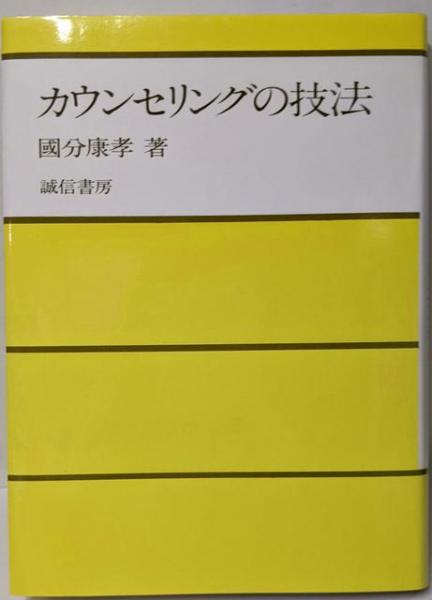 カウンセリングの技法
國分康孝 著
誠信書房